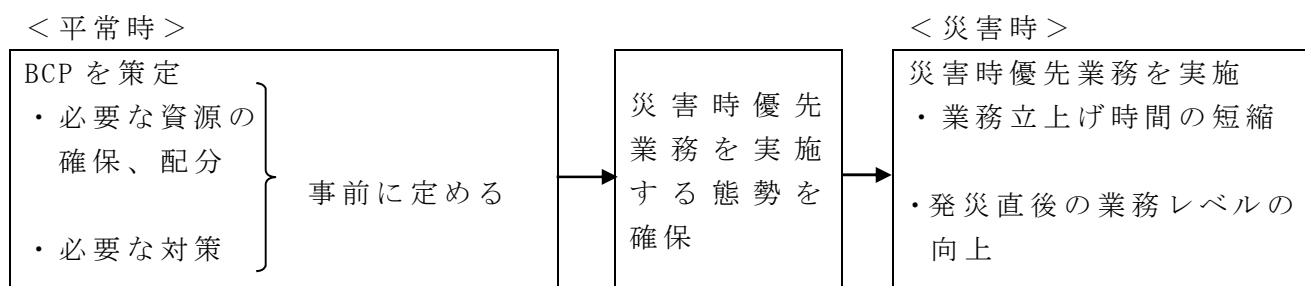 <平常時>
BCPを策定
・必要な資源の
確保、配分
事前に定める
・必要な対策
災害時優先
業務を実施
する態勢を
確保
<災害時>
災害時優先業務を実施
・業務立上げ時間の短縮
・発災直後の業務レベルの
向上